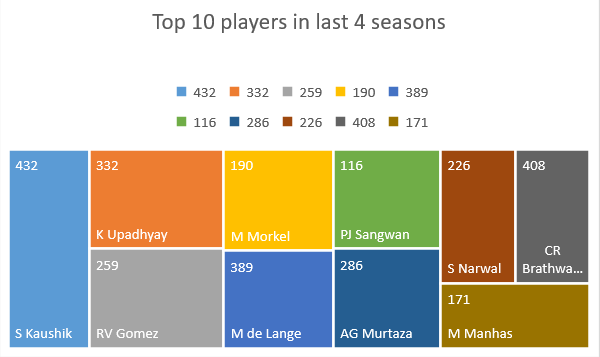 Top 10 players in last 4 seasons
432 332 259 190 389
116 286 226 408 171
432
S Kaushik
332
K Upadhyay
259
RV Gomez
190
M Morkel
389
M de Lange
116
PJ Sangwan
286
AG Murtaza
226
S Narwal
408
CR
Brathwa...
171
M Manhas